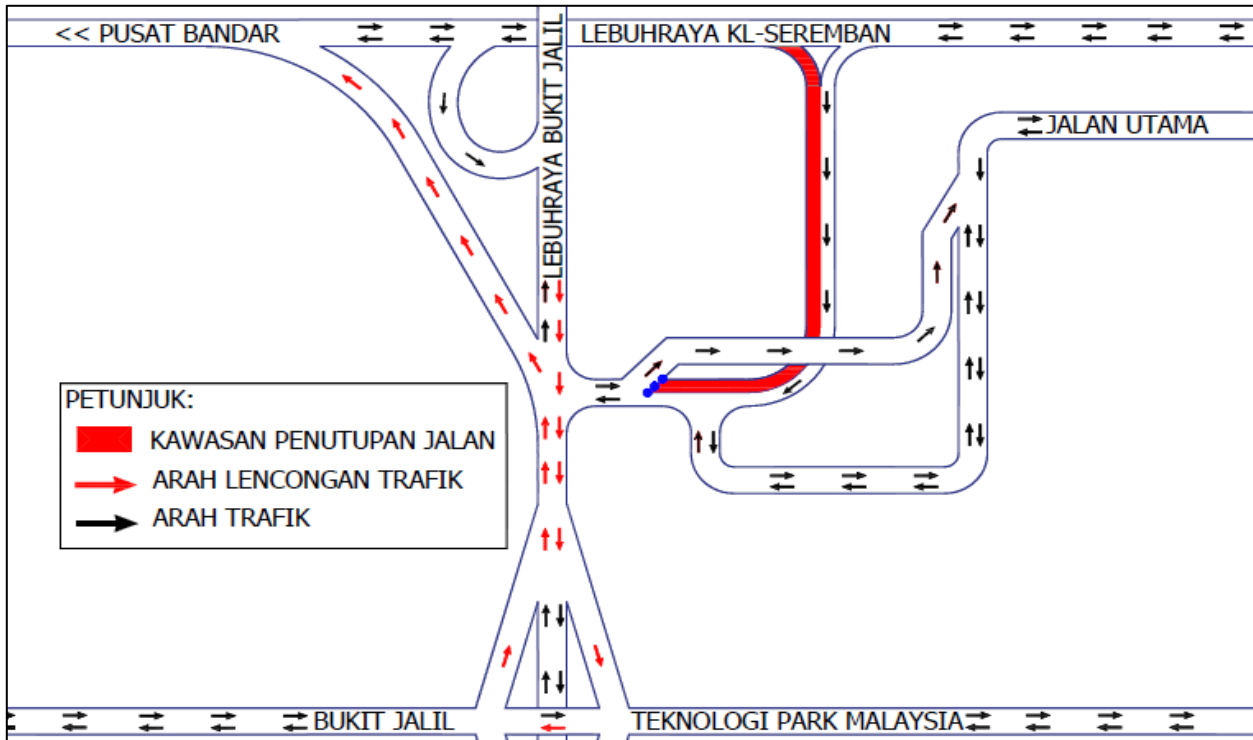 << PUSAT BANDAR
LEBUHRAYA KL-SEREMBAN
LEBUHRAYA BUKIT JALIL
JALAN UTAMA
PETUNJUK:
KAWASAN PENUTUPAN JALAN
ARAH LENCONGAN TRAFIK
ARAH TRAFIK
BUKIT JALIL
TEKNOLOGI PARK MALAYSIA